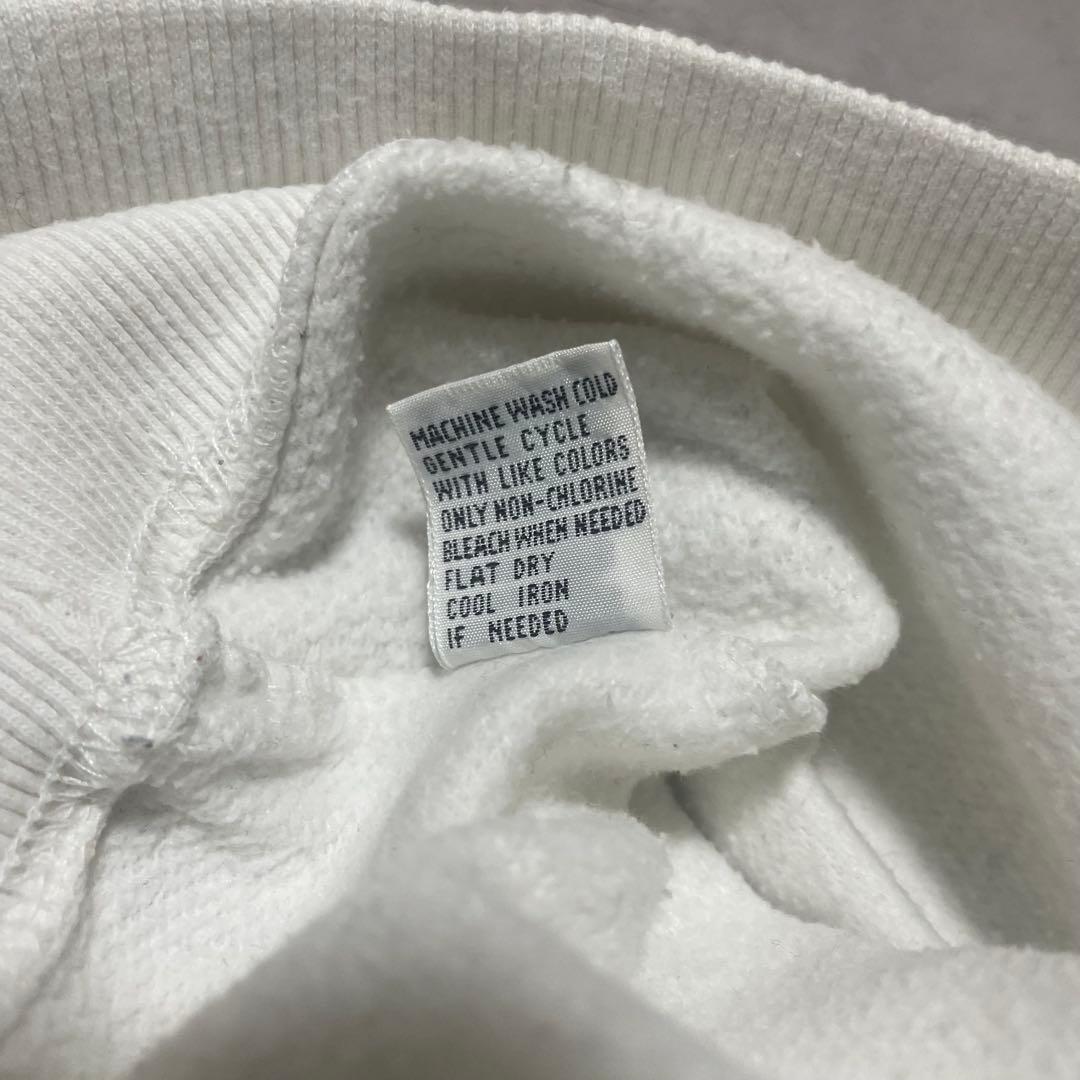 MACHINE WASH COLD
GENTLE CYCLE
WITH LIKE COLORS
ONLY NON-CHLORINE
BLEACH WHEN NEEDED
FLAT DRY
COOL IRON
IF NEEDED